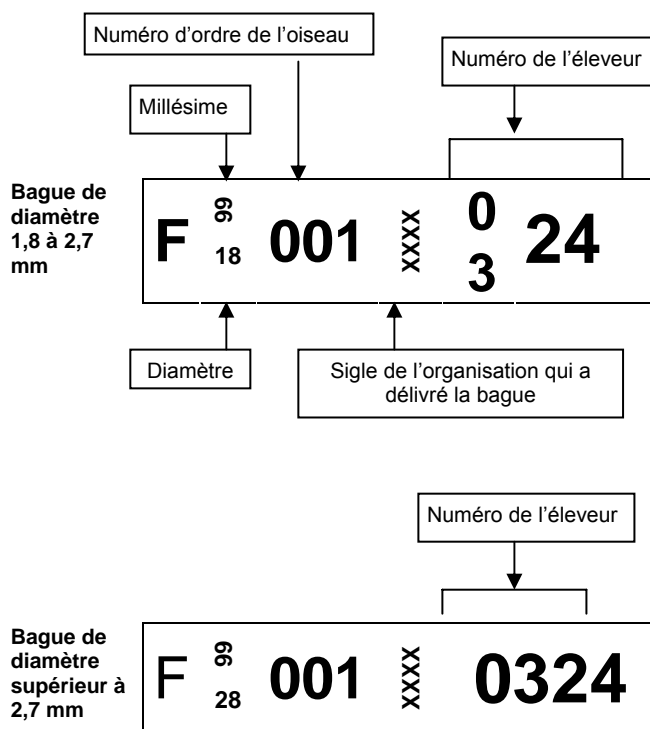 Numéro d'ordre de l'oiseau
Numéro de l'éleveur
Millésime
Bague de
diamètre
1,8 à 2,7
mm
F 99 18 001 XXXX 0 3 24
Diamètre
Sigle de l'organisation qui a
délivré la bague
Numéro de l'éleveur
Bague de
diamètre
supérieur à
2,7 mm
F 99 28 001 XXXX 0324